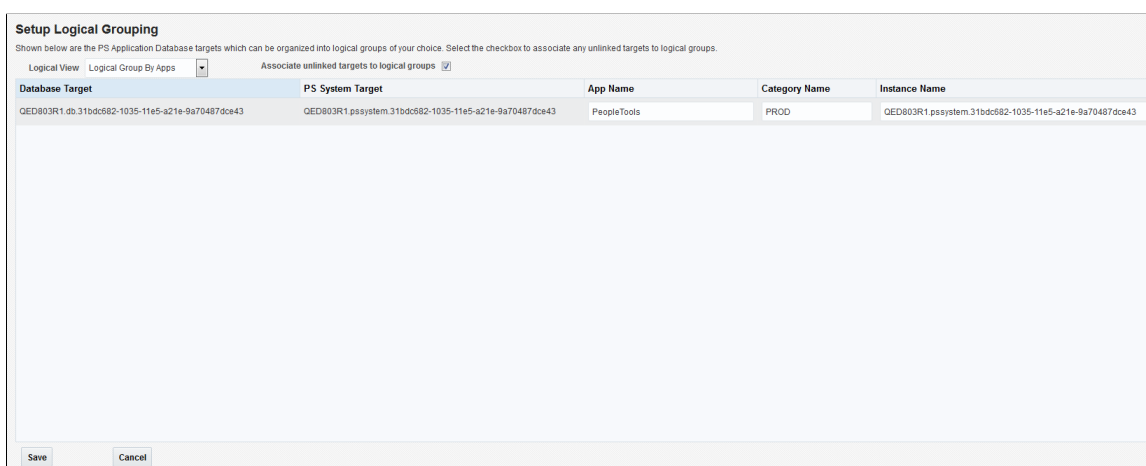 Setup Logical Grouping
Shown below are the PS Application Database targets which can be organized into logical groups of your choice. Select the checkbox to associate any unlinked targets to logical groups.
Logical View Logical Group By Apps Associate unlinked targets to logical groups
Database Target PS System Target App Name Category Name Instance Name
QED803R1.db.31bdc682-1035-11e5-a21e-9a70487dce43 QED803R1.pssystem.31bdc682-1035-11e5-a21e-9a70487dce43 PeopleTools PROD QED803R1.pssystem.31bdc682-1035-11e5-a21e-9a70487dce43
Save Cancel